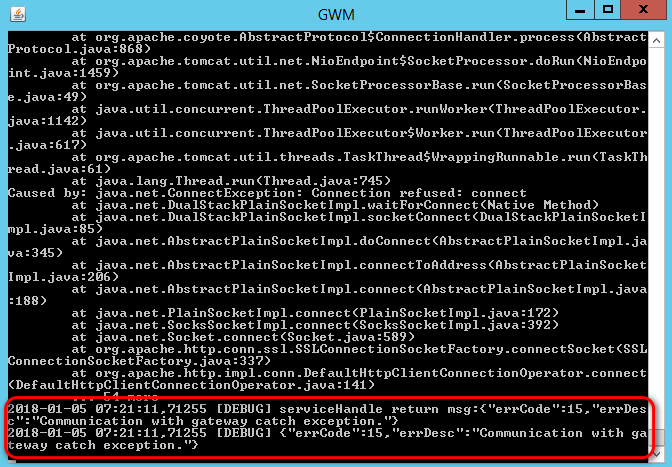 GWM
at org.apache.coyote.AbstractProtocol$ConnectionHandler.process(Abstract
Protocol.java:868)
at org.apache.tomcat.util.net.NioEndpoint$SocketProcessor.doRun(NioEndpo
int.java:1459)
at org.apache.tomcat.util.net.SocketProcessorBase.run(SocketProcessorBas
e.java:49)
at java.util.concurrent.ThreadPoolExecutor.runWorker(ThreadPoolExecutor.
java:1142)
at java.util.concurrent.ThreadPoolExecutor$Worker.run(ThreadPoolExecutor
.java:617)
at org.apache.tomcat.util.threads.TaskThread$WrappingRunnable.run(TaskTh
read.java:61)
at java.lang.Thread.run(Thread.java:745)
Caused by: java.net.ConnectException: Connection refused: connect
at java.net.DualStackPlainSocketImpl.waitForConnect(Native Method)
at java.net.DualStackPlainSocketImpl.socketConnect(DualStackPlainSocketI
mpl.java:85)
at java.net.AbstractPlainSocketImpl.doConnect(AbstractPlainSocketImpl.ja
va:345)
at java.net.AbstractPlainSocketImpl.connectToAddress(AbstractPlainSocket
Impl.java:206)
at java.net.AbstractPlainSocketImpl.connect(AbstractPlainSocketImpl.java
:188)
at java.net.PlainSocketImpl.connect(PlainSocketImpl.java:172)
at java.net.SocksSocketImpl.connect(SocksSocketImpl.java:392)
at java.net.Socket.connect(Socket.java:589)
at org.apache.http.conn.ssl.SSLConnectionSocketFactory.connectSocket(SSL
ConnectionSocketFactory.java:337)
at org.apache.http.impl.conn.DefaultHttpClientConnectionOperator.connect
(DefaultHttpClientConnectionOperator.java:141)
... 54 more
2018-01-05 07:21:11,71255 [DEBUG] serviceHandle return msg:{"errCode":15,"errDes
c":"Communication with gateway catch exception."}
2018-01-05 07:21:11,71255 [DEBUG] {"errCode":15,"errDesc":"Communication with ga
teway catch exception."}